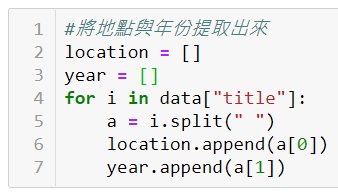 1 #將地點與年份提取出來
2 location = []
3 year = []
4 for i in data["title"]:
5     a = i.split(" ")
6     location.append(a[0])
7     year.append(a[1])